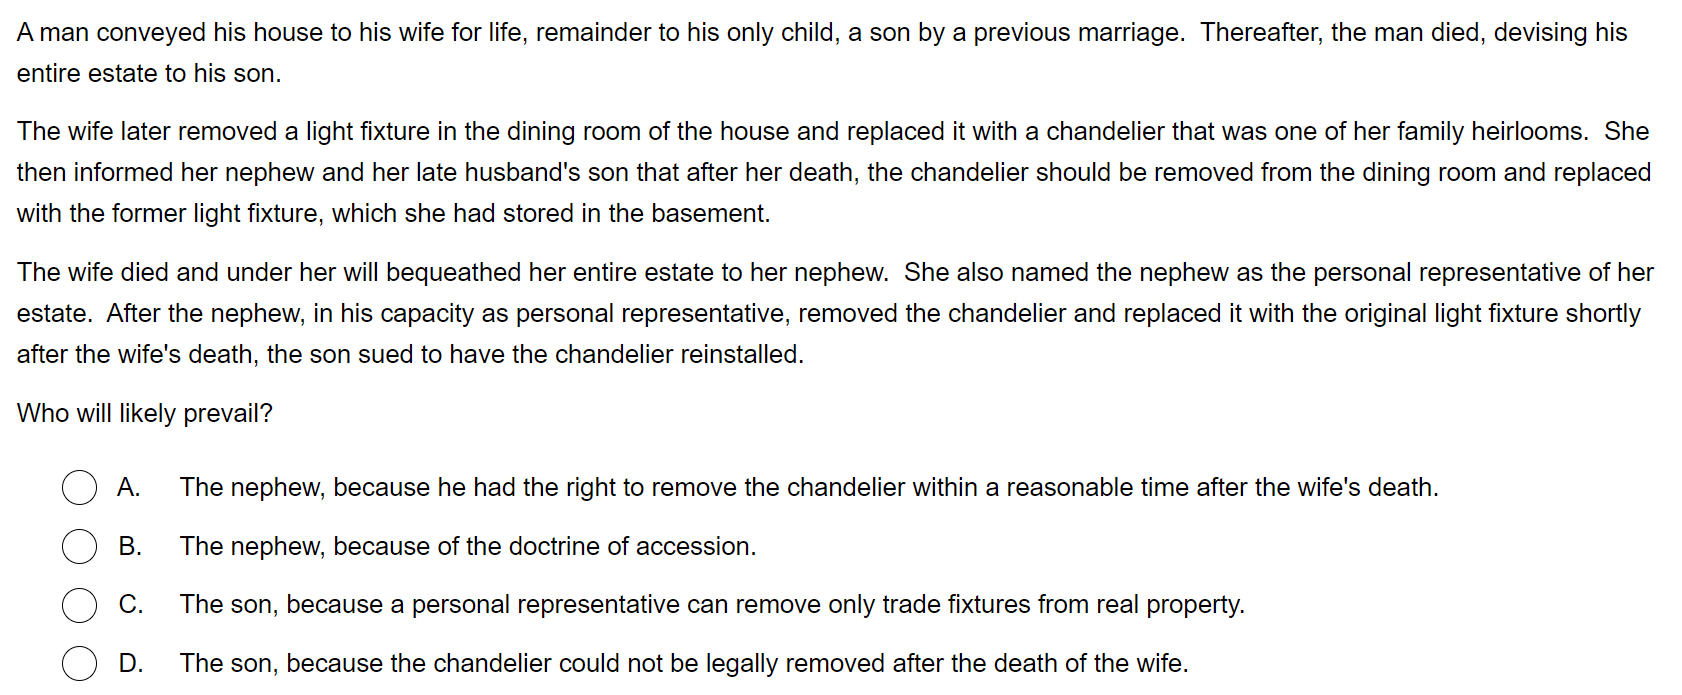 A man conveyed his house to his wife for life, remainder to his only child, a son by a previous marriage.  Thereafter, the man died, devising his
entire estate to his son.
The wife later removed a light fixture in the dining room of the house and replaced it with a chandelier that was one of her family heirlooms.  She
then informed her nephew and her late husband's son that after her death, the chandelier should be removed from the dining room and replaced
with the former light fixture, which she had stored in the basement.
The wife died and under her will bequeathed her entire estate to her nephew.  She also named the nephew as the personal representative of her
estate.  After the nephew, in his capacity as personal representative, removed the chandelier and replaced it with the original light fixture shortly
after the wife's death, the son sued to have the chandelier reinstalled.
Who will likely prevail?
A. The nephew, because he had the right to remove the chandelier within a reasonable time after the wife's death.
B. The nephew, because of the doctrine of accession.
C. The son, because a personal representative can remove only trade fixtures from real property.
D. The son, because the chandelier could not be legally removed after the death of the wife.